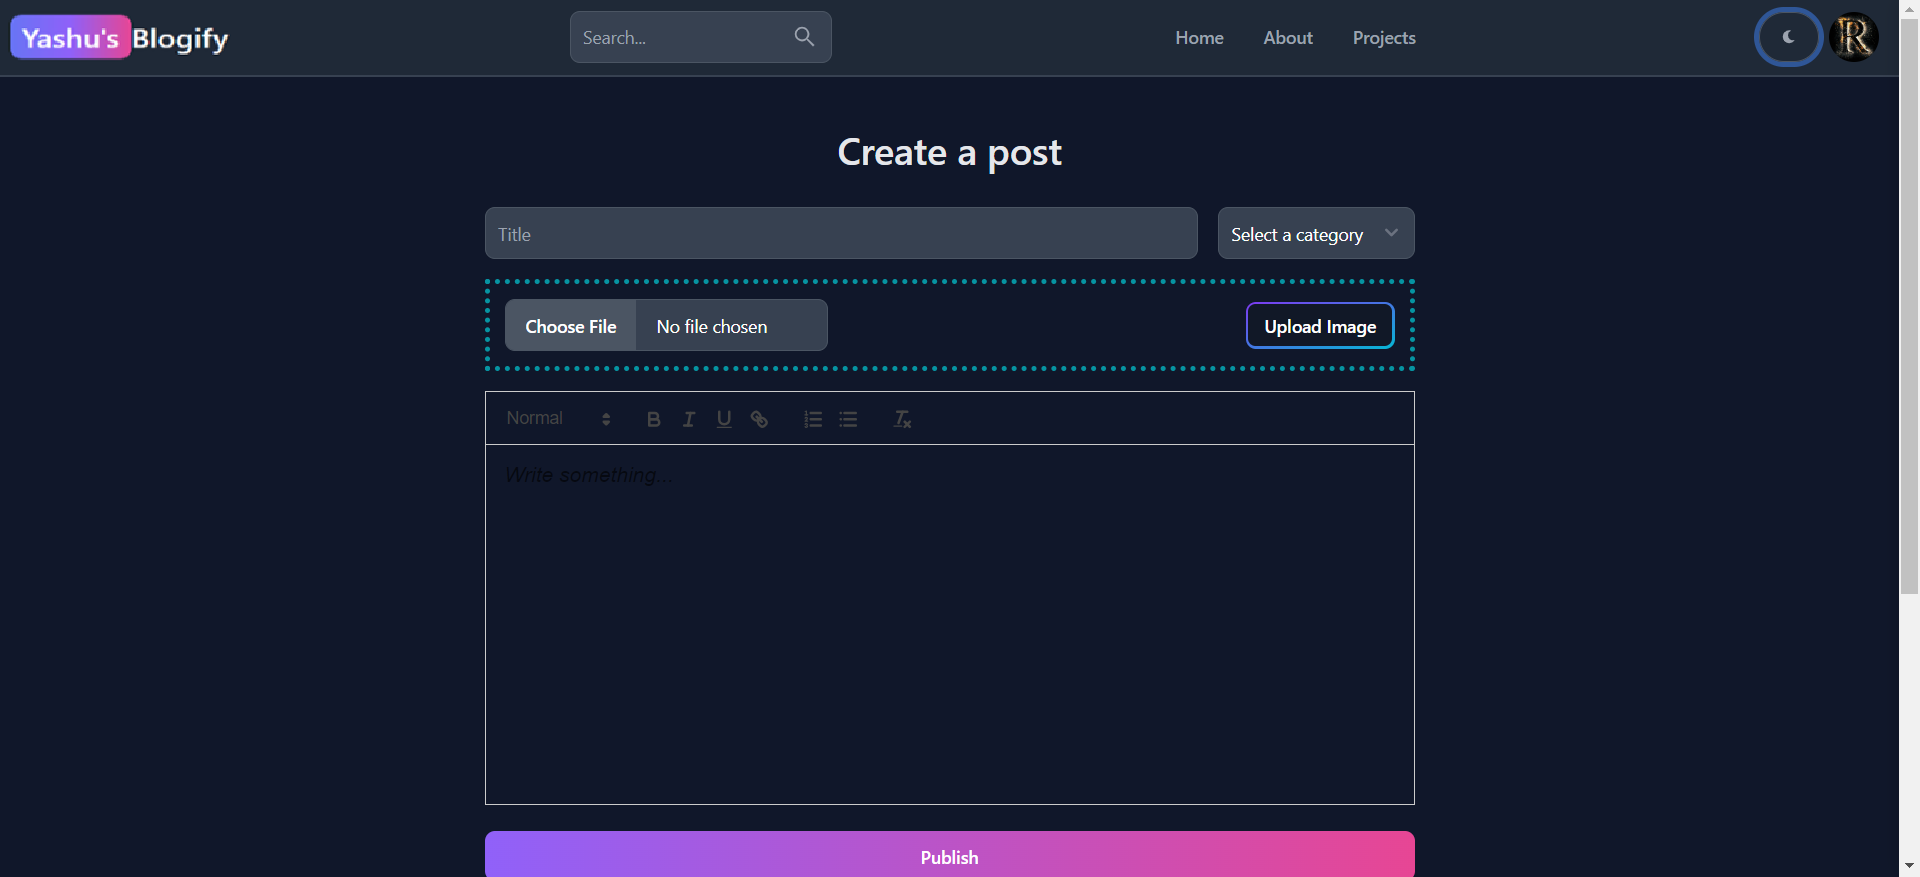 Yashu's Blogify
Search...
Home About Projects
R
Create a post
Title
Select a category
Choose File No file chosen
Upload Image
Normal
Write something...
Publish